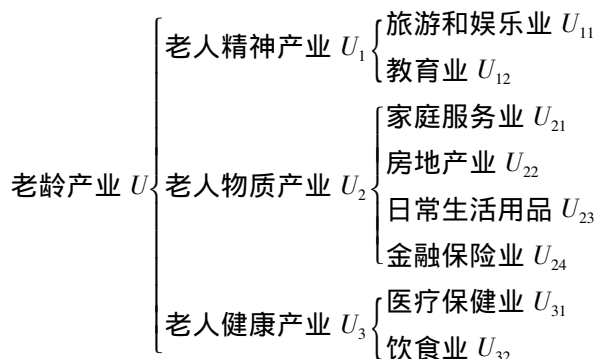 旅游和娱乐业 U11
老人精神产业 U1
教育业 U12
家庭服务业 U21
房地产业 U22
老龄产业 U
老人物质产业 U2
日常生活用品 U23
金融保险业 U24
医疗保健业 U31
老人健康产业 U3
饮食业 U32